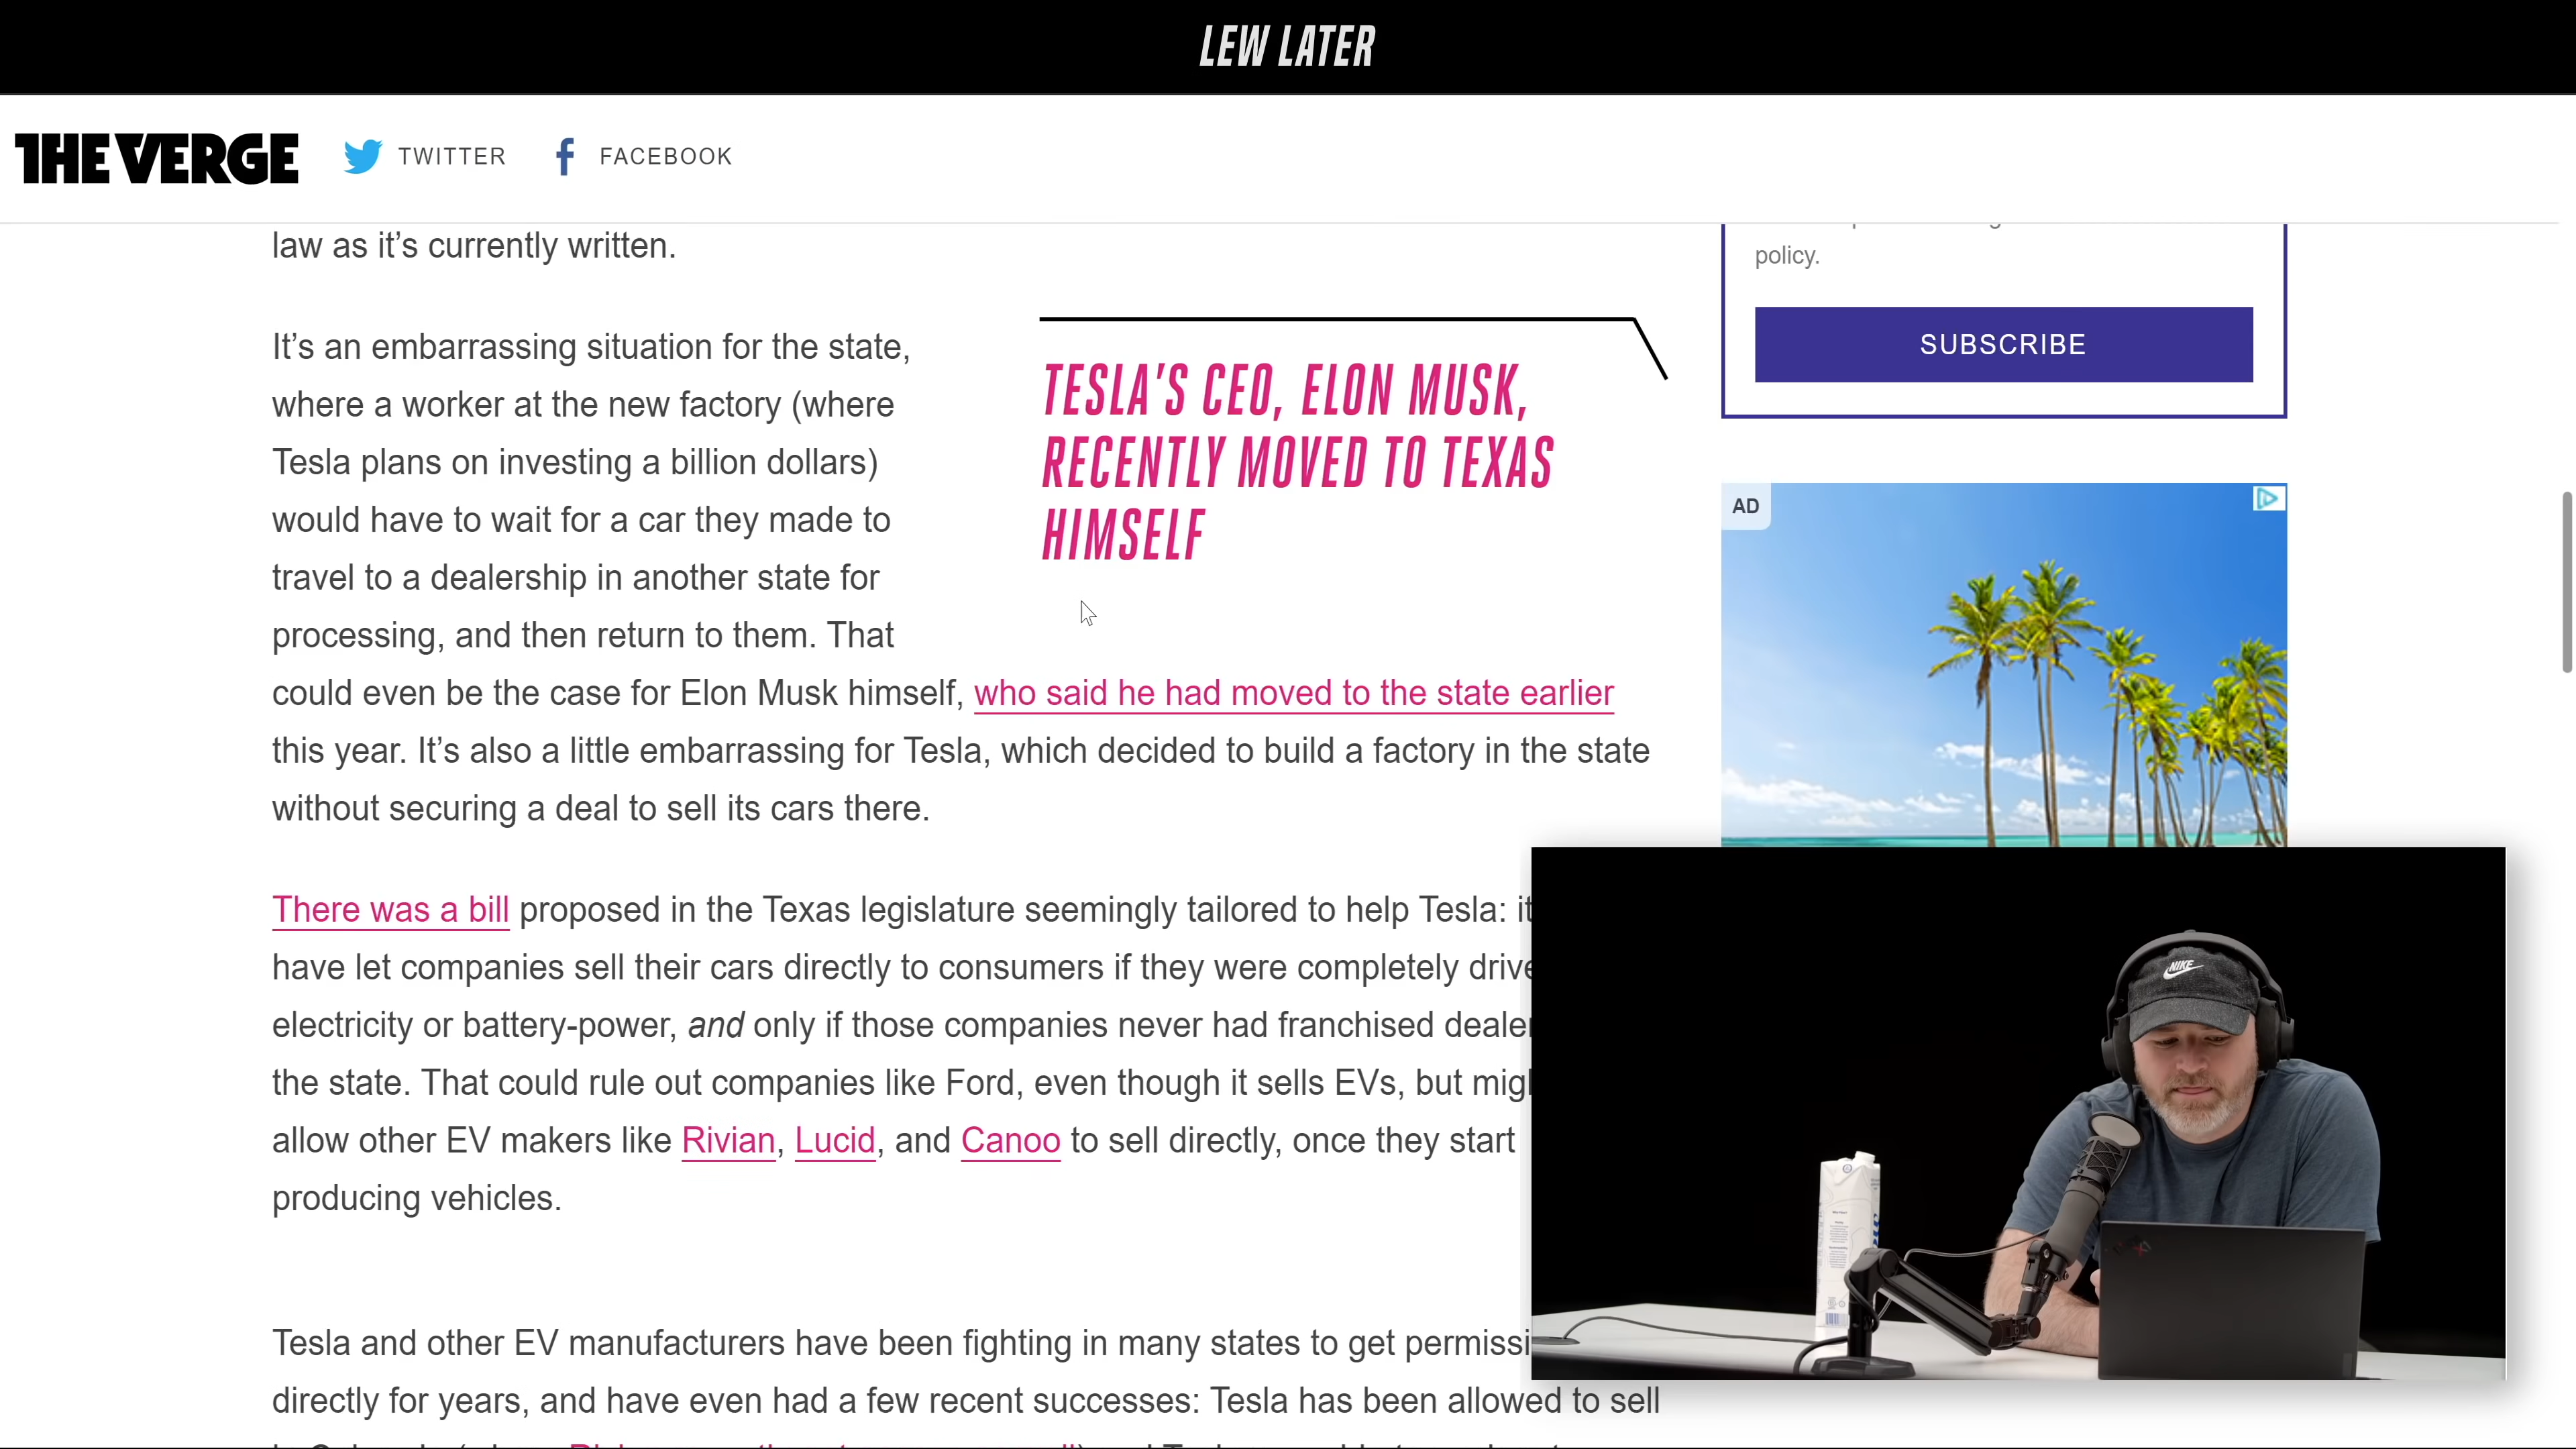 LEW LATER
THE VERGE
TWITTER
FACEBOOK
law as it's currently written.
It's an embarrassing situation for the state,
where a worker at the new factory (where
Tesla plans on investing a billion dollars)
would have to wait for a car they made to
travel to a dealership in another state for
processing, and then return to them. That
could even be the case for Elon Musk himself, who said he had moved to the state earlier
this year. It's also a little embarrassing for Tesla, which decided to build a factory in the state
without securing a deal to sell its cars there.
TESLA'S CEO, ELON MUSK,
RECENTLY MOVED TO TEXAS
HIMSELF
There was a bill proposed in the Texas legislature seemingly tailored to help Tesla: it
have let companies sell their cars directly to consumers if they were completely drive
electricity or battery-power, and only if those companies never had franchised dealer
the state. That could rule out companies like Ford, even though it sells EVs, but migh
allow other EV makers like Rivian, Lucid, and Canoo to sell directly, once they start
producing vehicles.
Tesla and other EV manufacturers have been fighting in many states to get permissi
directly for years, and have even had a few recent successes: Tesla has been allowed to sell
policy.
SUBSCRIBE
AD
NIKE